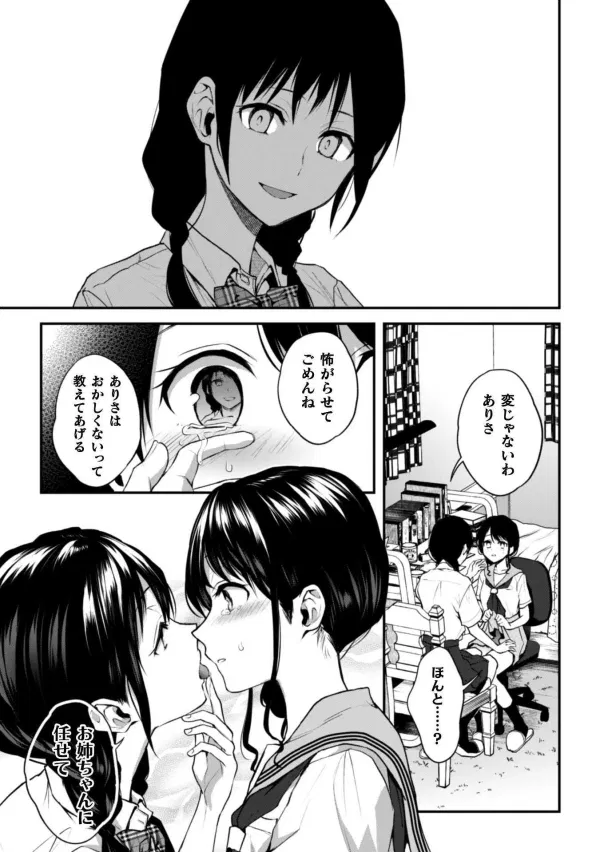 変じゃないわ
ありさ
ほんと……？
怖がらせて
ごめんね
ありさは
おかしくないって
教えてあげる
お姉ちゃんに
任せて